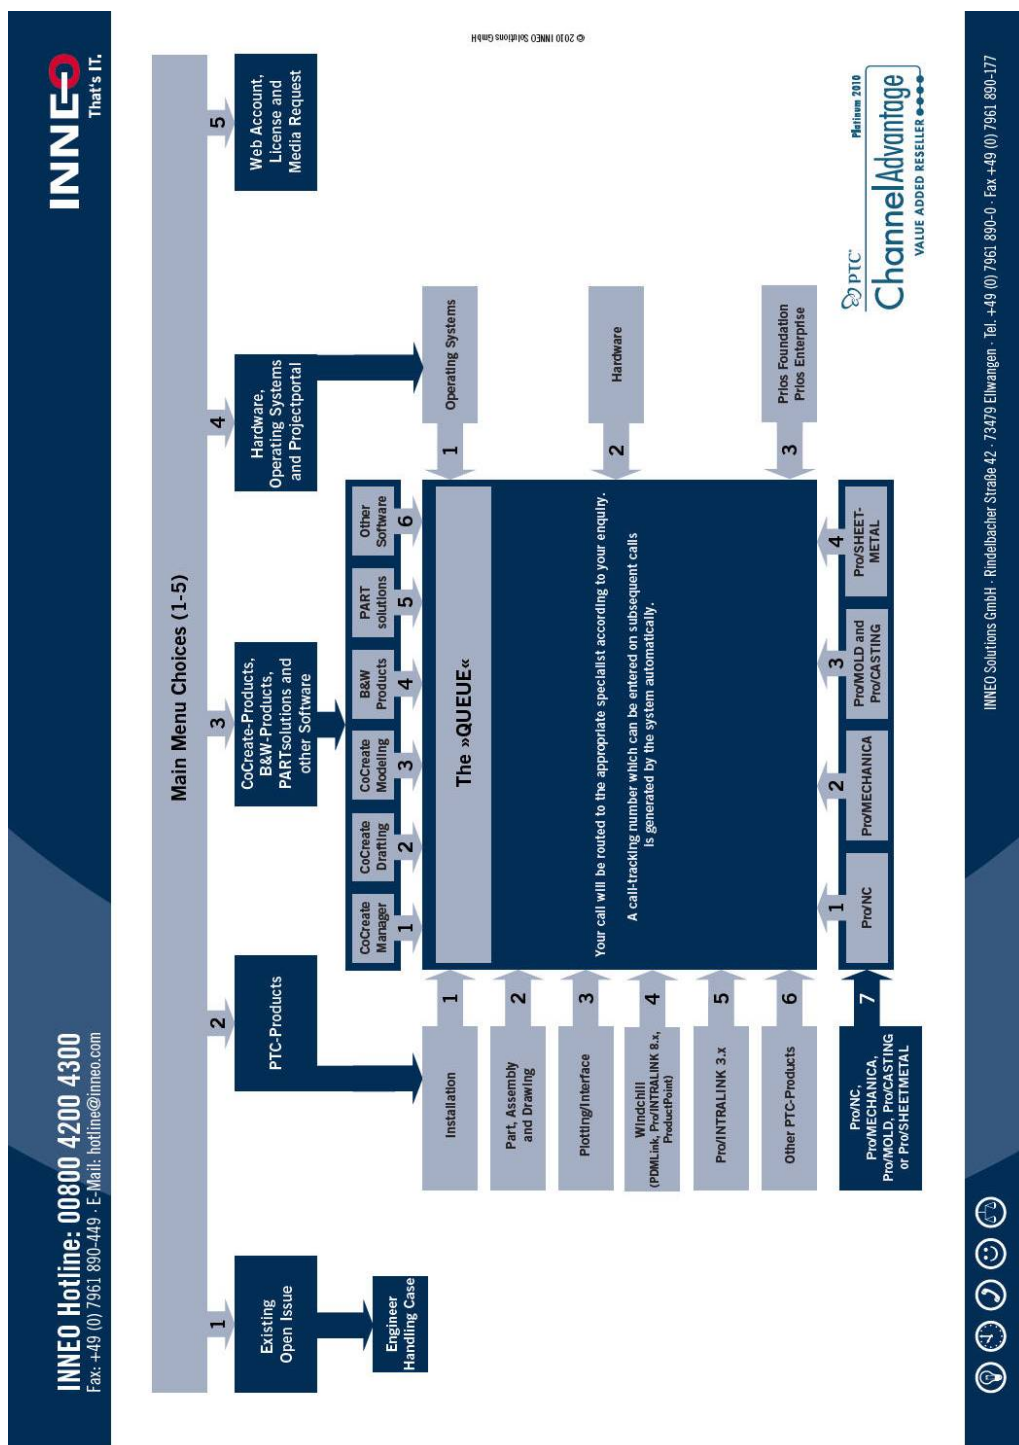 INNEO Hotline: 00800 4200 4300
Fax: +49 (0) 7961 890-449 · E-Mail: hotline@inneo.com
INNEO
That's IT.
Main Menu Choices (1-5)
1
2
3
4
5
Existing
Open Issue
PTC-Products
CoCreate-Products,
B&W-Products,
PARTsolutions and
other Software
Hardware,
Operating Systems
and Projectportal
Web Account,
License and
Media Request
Engineer
Handling Case
CoCreate
Manager
CoCreate
Drafting
CoCreate
Modeling
B&W
Products
PART
solutions
Other
Software
1
2
3
4
5
6
Installation
1
Part, Assembly
and Drawing
2
Plotting/Interface
3
Windchill
(PDMLink, Pro/INTRALINK 8.x,
ProductPoint)
4
Pro/INTRALINK 3.x
5
Other PTC-Products
6
Pro/NC,
Pro/MECHANICA,
Pro/MOLD, Pro/CASTING
or Pro/SHEETMETAL
7
The »QUEUE«
Your call will be routed to the appropriate specialist according to your enquiry.
A call-tracking number which can be entered on subsequent calls
is generated by the system automatically.
1
Operating Systems
2
Hardware
3
Prios Foundation
Prios Enterprise
1
2
3
4
Pro/NC
Pro/MECHANICA
Pro/MOLD and
Pro/CASTING
Pro/SHEET-
METAL
PTC®
Platinum 2010
ChannelAdvantage
VALUE ADDED RESELLER
© 2010 INNEO Solutions GmbH
INNEO Solutions GmbH · Rindelbacher Straße 42 · 73479 Ellwangen · Tel. +49 (0) 7961 890-0 · Fax +49 (0) 7961 890-177